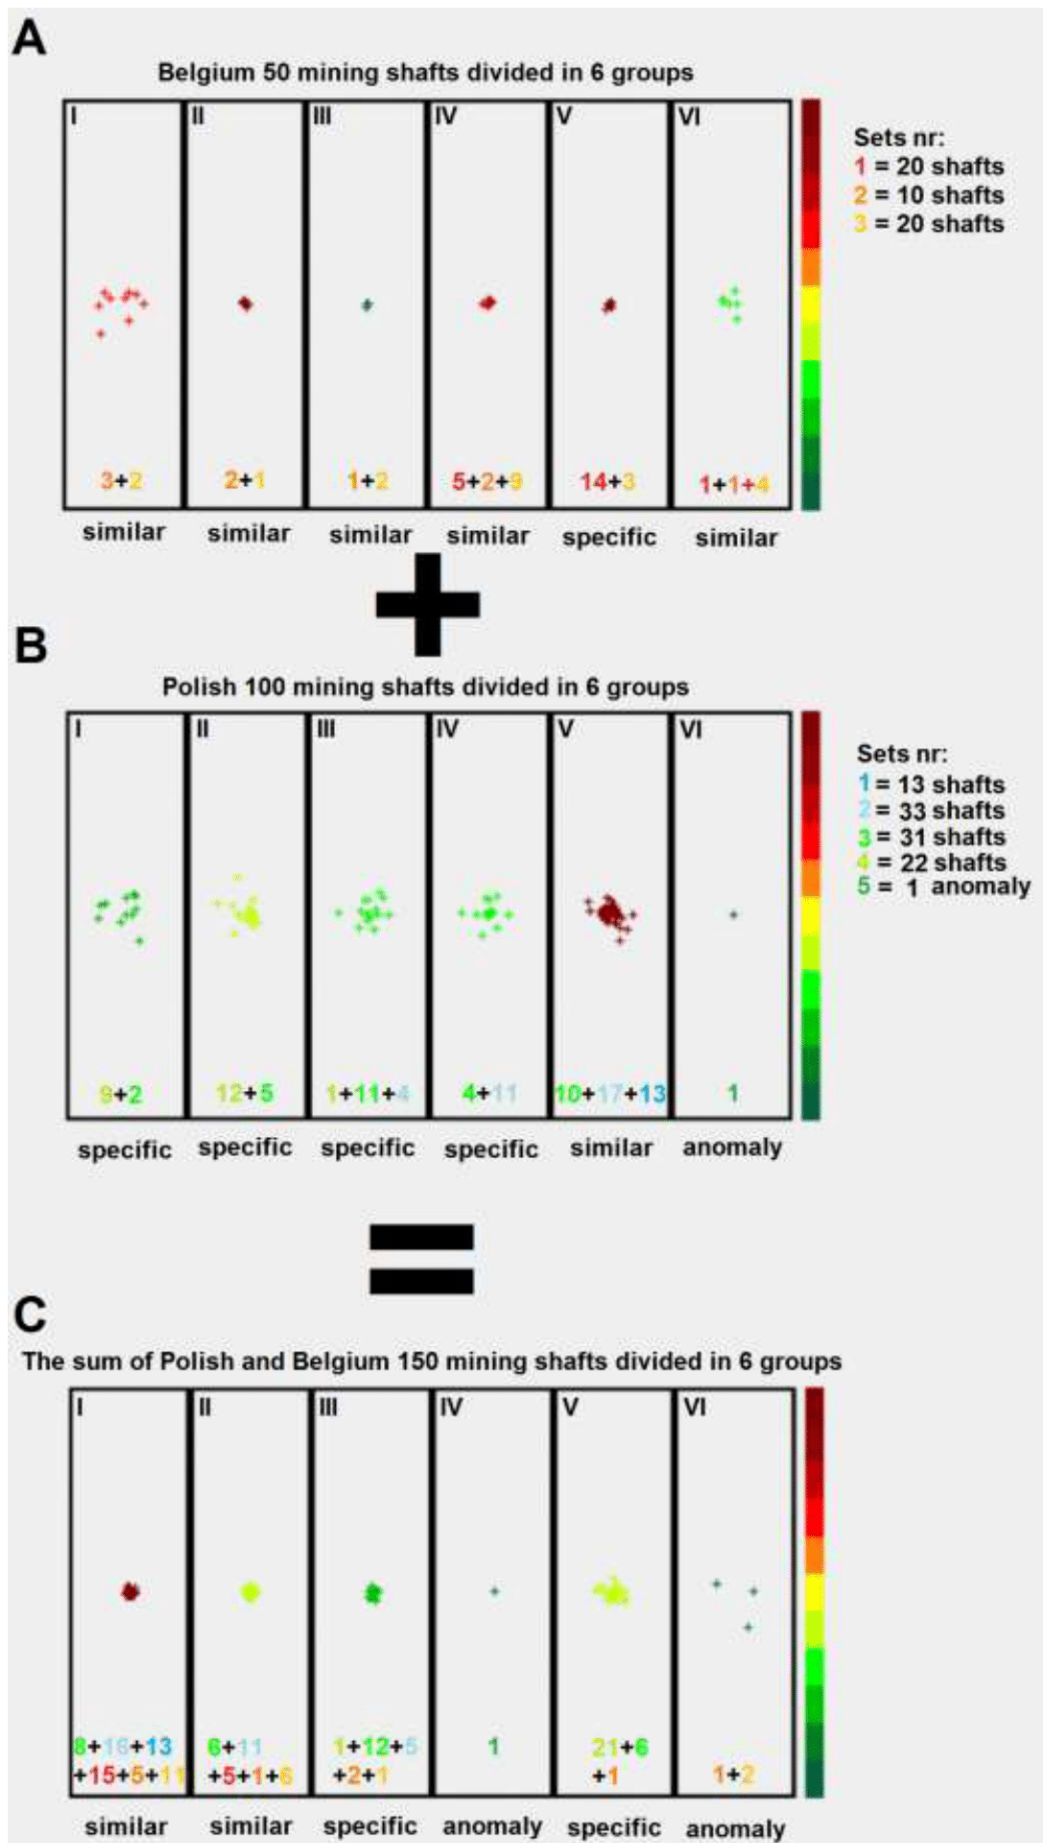 A
Belgium 50 mining shafts divided in 6 groups
I II III IV V VI
Sets nr:
1 = 20 shafts
2 = 10 shafts
3 = 20 shafts
3+2 2+1 1+2 5+2+9 14+3 1+1+4
similar similar similar similar specific similar
+
B
Polish 100 mining shafts divided in 6 groups
I II III IV V VI
Sets nr:
1 = 13 shafts
2 = 33 shafts
3 = 31 shafts
4 = 22 shafts
5 = 1 anomaly
9+2 12+5 1+11+4 4+11 10+17+13 1
specific specific specific specific similar anomaly
=
C
The sum of Polish and Belgium 150 mining shafts divided in 6 groups
I II III IV V VI
8+16+13 6+11 1+12+5 1 21+6
+15+5+11 +5+1+6 +2+1 +1 1+2
similar similar specific anomaly specific anomaly